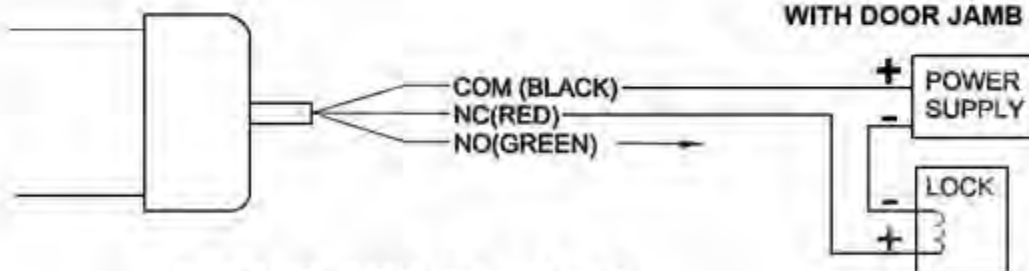 WITH DOOR JAMB
COM (BLACK)
NC(RED)
NO(GREEN)
+
POWER
SUPPLY
-
LOCK
-
+